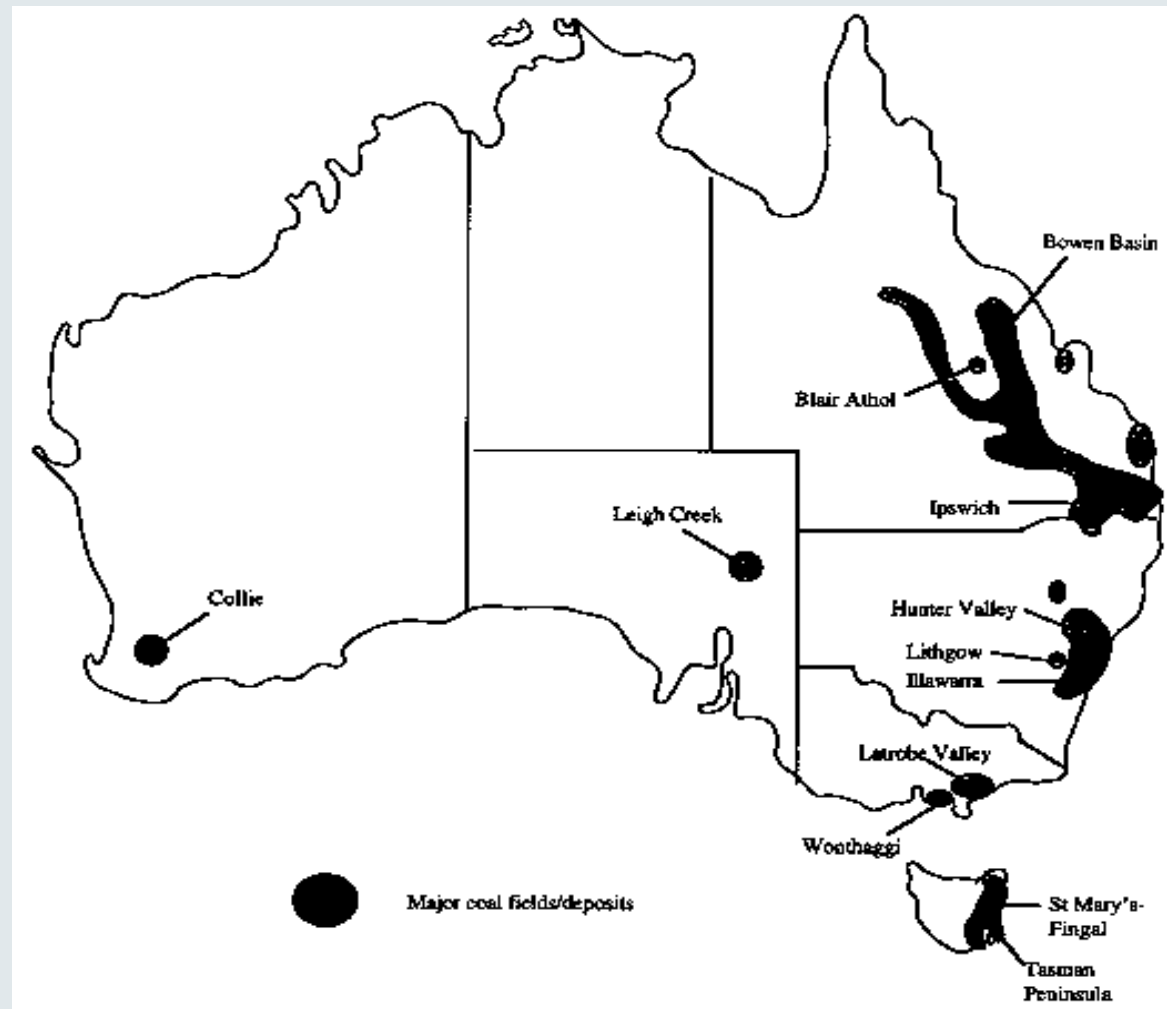 Bowen Basin
Blair Athol
Ipswich
Leigh Creek
Collie
Hunter Valley
Lithgow
Illawarra
Latrobe Valley
Wonthaggi
Major coal fields/deposits
St Mary's-
Fingal
Tasman
Peninsula